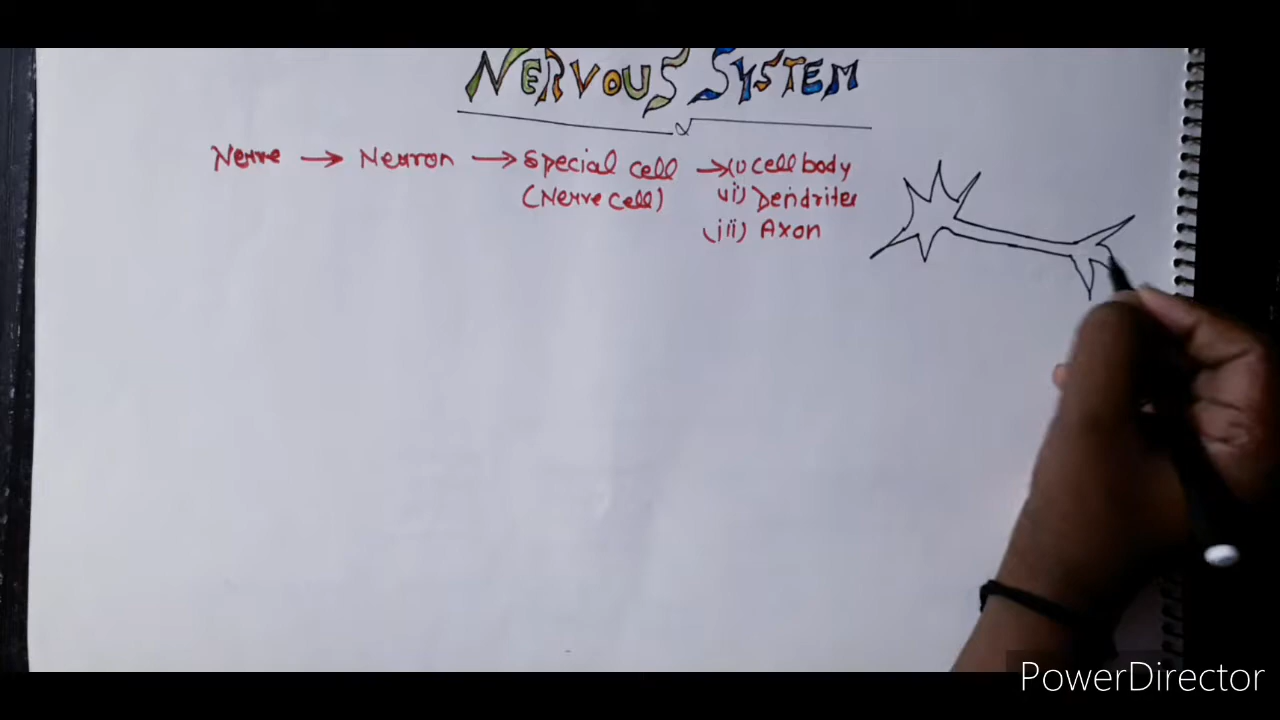 NERVOUS SYSTEM
Nerve → Neuron → Special cell → (i) cell body
(Nerve cell) (ii) Dendrites
(iii) Axon
PowerDirector